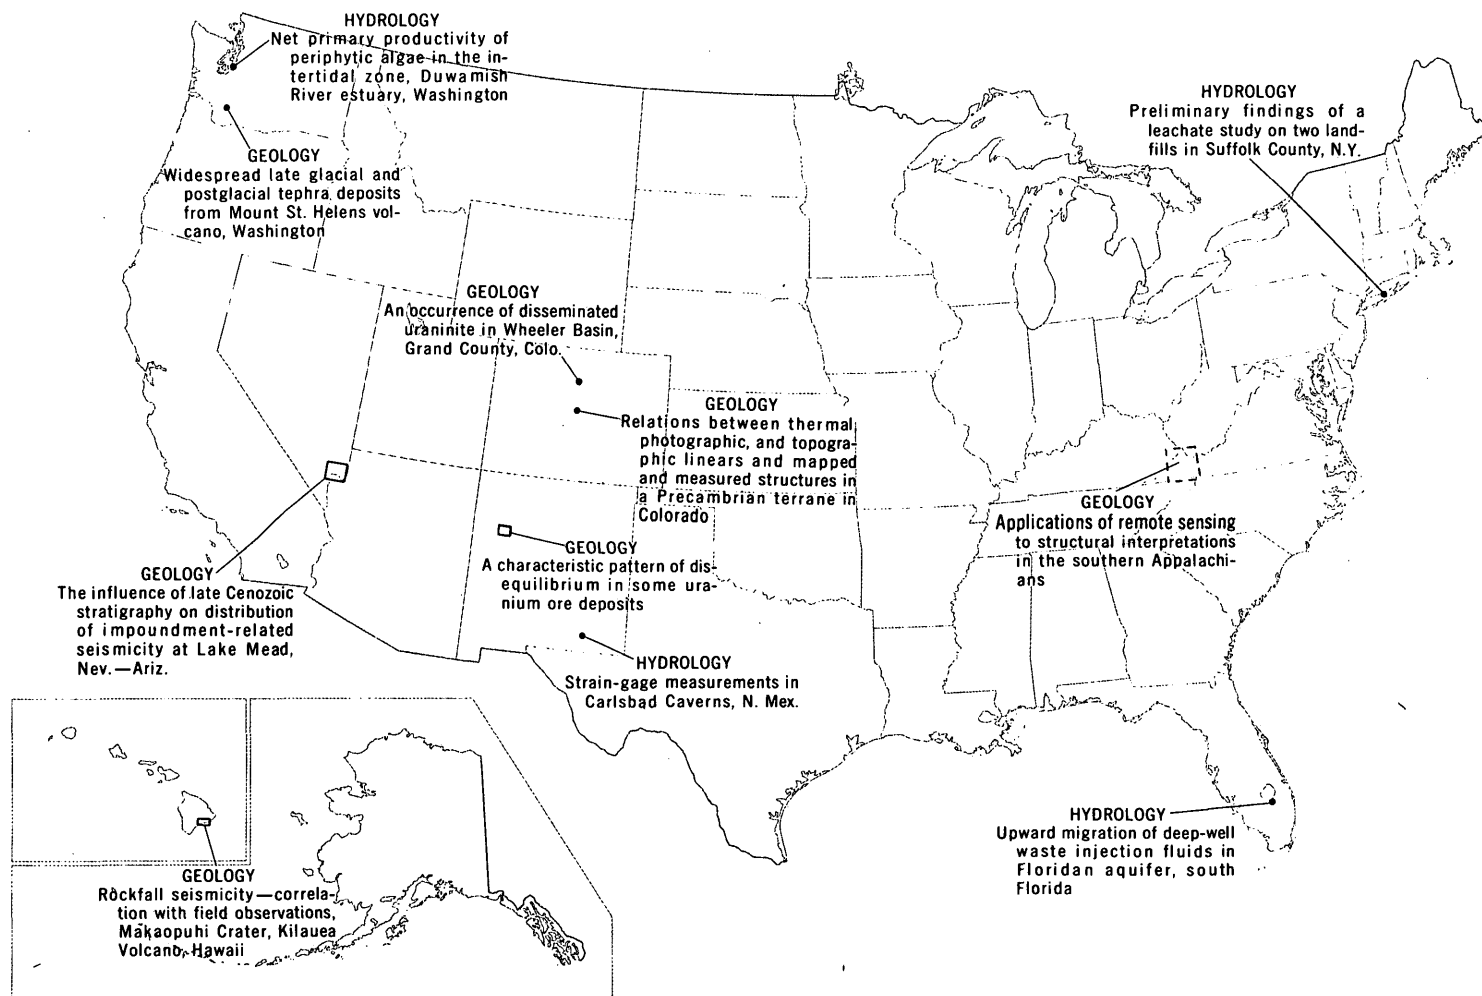 HYDROLOGY
Net primary productivity of
periphytic algae in the in-
tertidal zone, Duwamish
River estuary, Washington
HYDROLOGY
Preliminary findings of a
leachate study on two land-
fills in Suffolk County, N.Y.
GEOLOGY
Widespread late glacial and
postglacial tephra deposits
from Mount St. Helens vol-
cano, Washington
GEOLOGY
An occurrence of disseminated
uraninite in Wheeler Basin,
Grand County, Colo.
GEOLOGY
Relations between thermal,
photographic, and topogra-
phic linears and mapped
and measured structures in
a Precambrian terrane in
Colorado
GEOLOGY
Applications of remote sensing
to structural interpretations
in the southern Appalachi-
ans
GEOLOGY
A characteristic pattern of dis-
equilibrium in some ura-
nium ore deposits
GEOLOGY
The influence of late Cenozoic
stratigraphy on distribution
of impoundment-related
seismicity at Lake Mead,
Nev.—Ariz.
HYDROLOGY
Strain-gage measurements in
Carlsbad Caverns, N. Mex.
HYDROLOGY
Upward migration of deep-well
waste injection fluids in
Floridan aquifer, south
Florida
GEOLOGY
Rockfall seismicity—correla-
tion with field observations,
Makaopuhi Crater, Kilauea
Volcano, Hawaii